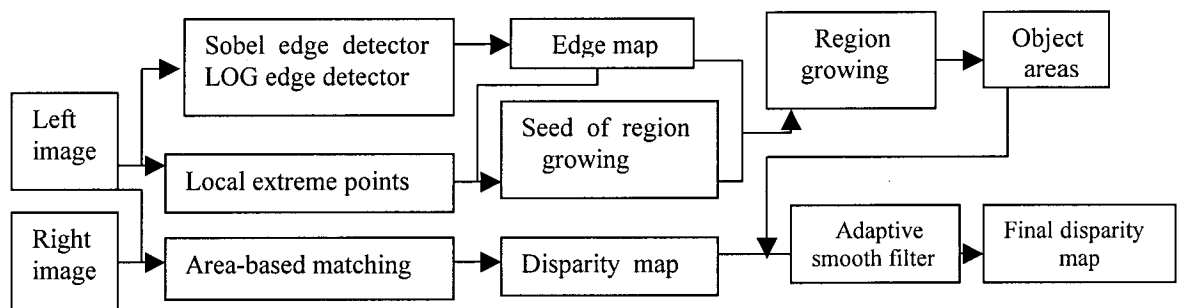 Left
image
Right
image
Sobel edge detector
LOG edge detector
Local extreme points
Area-based matching
Edge map
Seed of region
growing
Disparity map
Region
growing
Object
areas
Adaptive
smooth filter
Final disparity
map